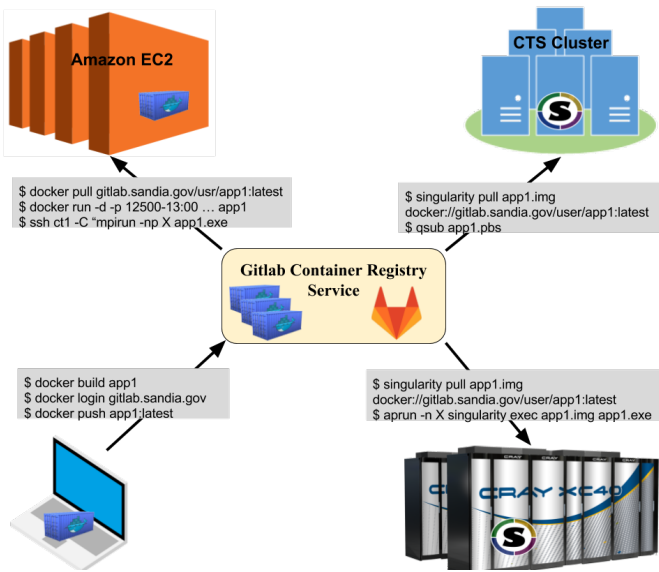 Amazon EC2
CTS Cluster
$ docker pull gitlab.sandia.gov/usr/app1:latest
$ docker run -d -p 12500-13:00 … app1
$ ssh ct1 -C “mpirun -np X app1.exe
$ singularity pull app1.img
docker://gitlab.sandia.gov/user/app1:latest
$ qsub app1.pbs
Gitlab Container Registry
Service
$ docker build app1
$ docker login gitlab.sandia.gov
$ docker push app1:latest
$ singularity pull app1.img
docker://gitlab.sandia.gov/user/app1:latest
$ aprun -n X singularity exec app1.img app1.exe
CRAY XC40
S
S